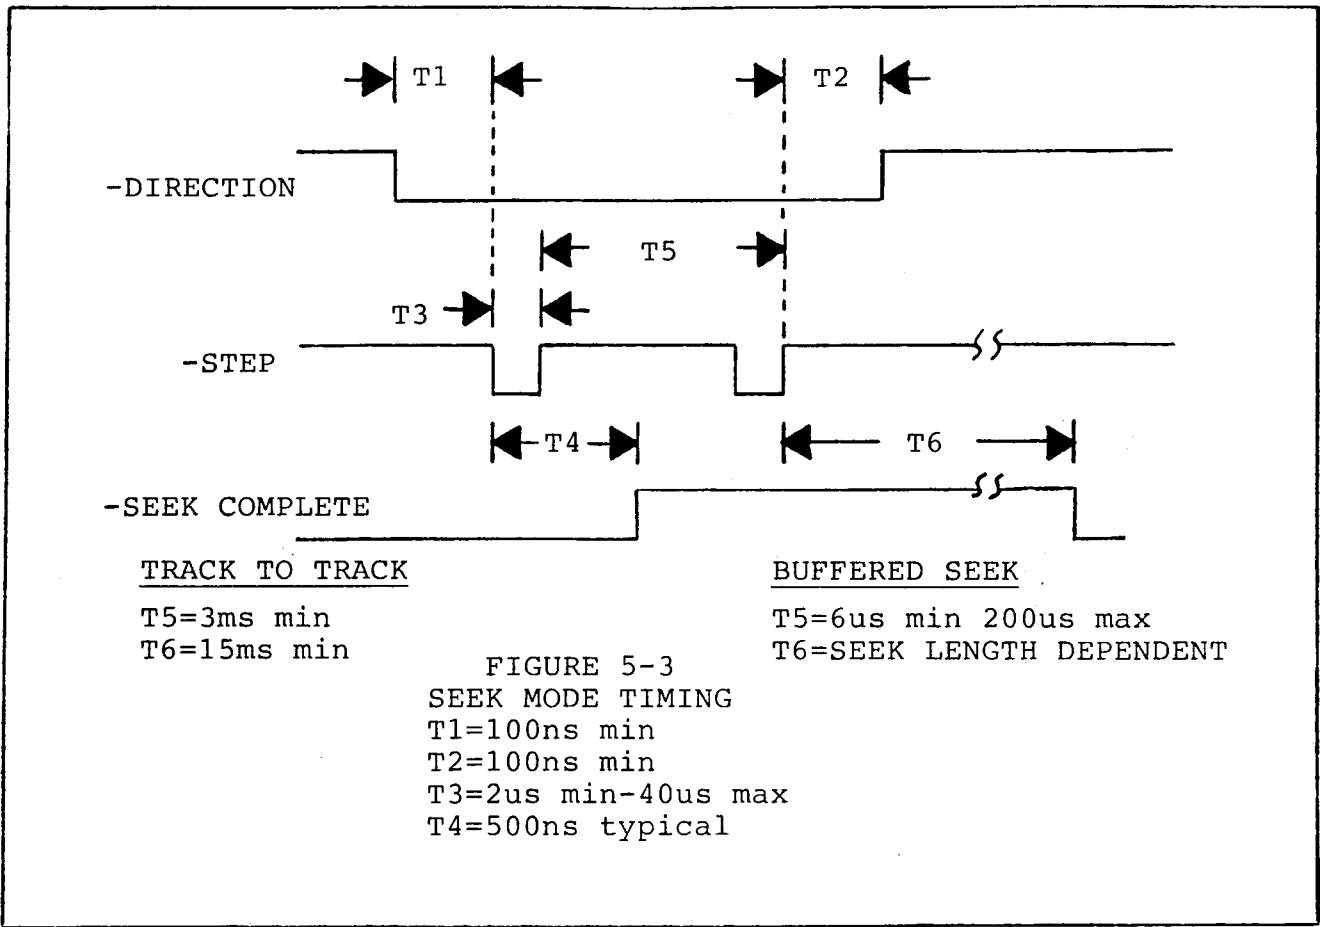 T1 T2
-DIRECTION
T5
T3
-STEP
T4 T6
-SEEK COMPLETE
TRACK TO TRACK
T5=3ms min
T6=15ms min
BUFFERED SEEK
T5=6us min 200us max
T6=SEEK LENGTH DEPENDENT
FIGURE 5-3
SEEK MODE TIMING
T1=100ns min
T2=100ns min
T3=2us min-40us max
T4=500ns typical